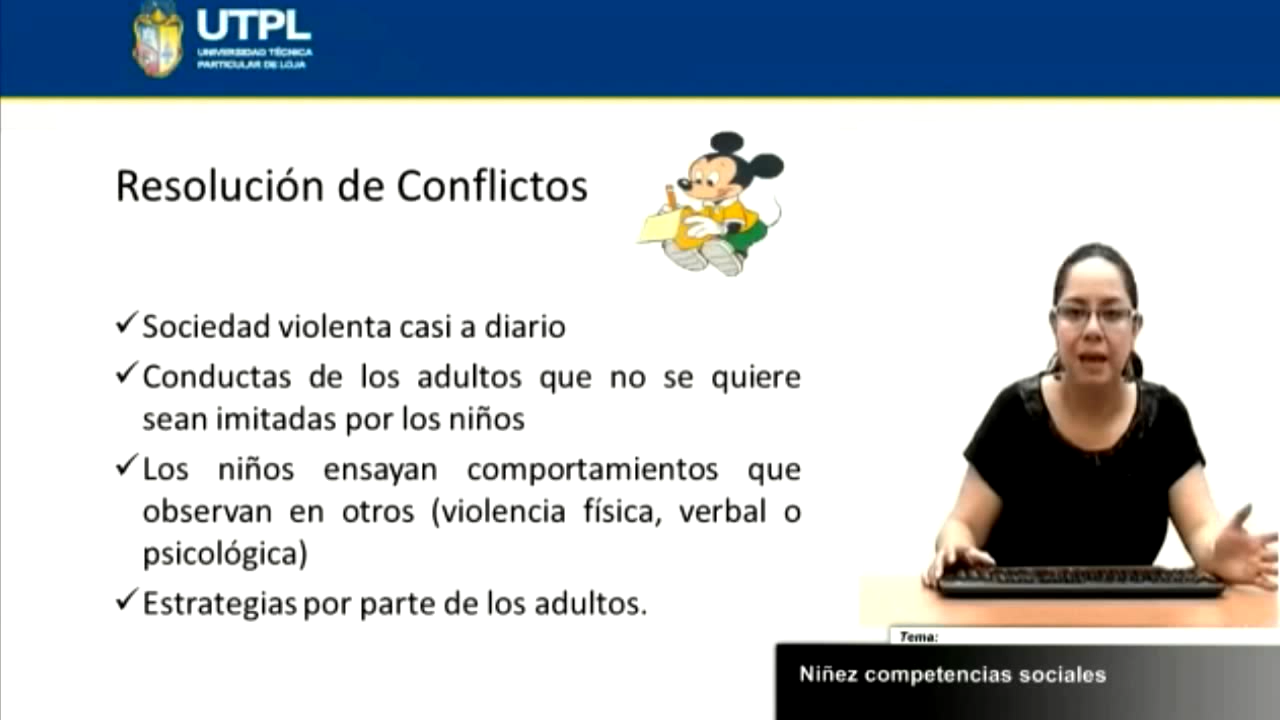 UTPL
UNIVERSIDAD TÉCNICA
PARTICULAR DE LOJA
Resolución de Conflictos
✓Sociedad violenta casi a diario
✓Conductas de los adultos que no se quiere
sean imitadas por los niños
✓Los niños ensayan comportamientos que
observan en otros (violencia física, verbal o
psicológica)
✓Estrategias por parte de los adultos.
Tema:
Niñez competencias sociales